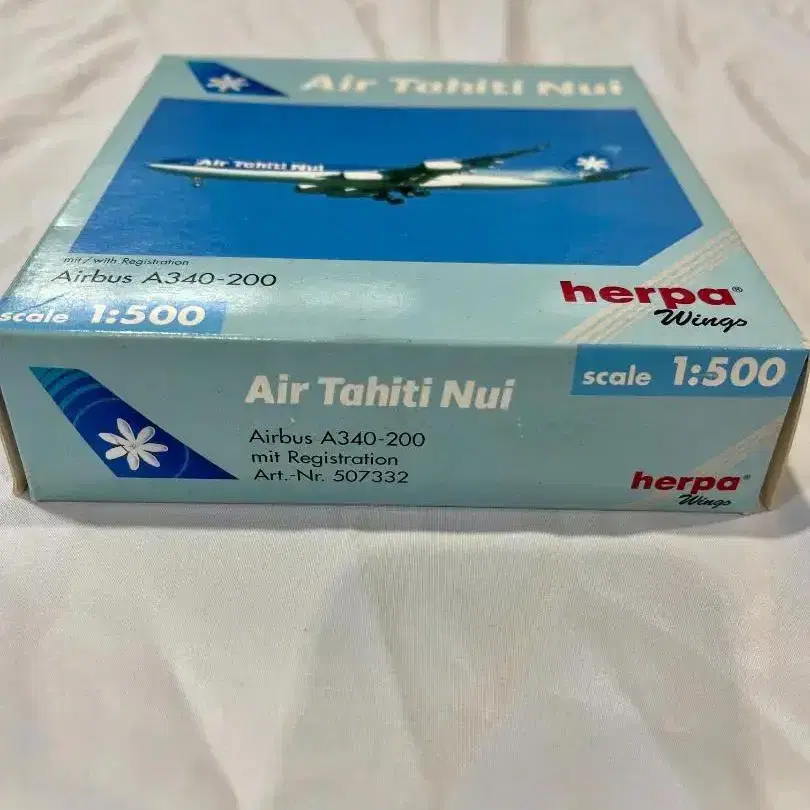 Air Tahiti Nui
Air Tahiti Nui
mit / with Registration
Airbus A340-200
scale 1:500
herpa®
Wings
Air Tahiti Nui
scale 1:500
Airbus A340-200
mit Registration
Art.-Nr. 507332
herpa®
Wings